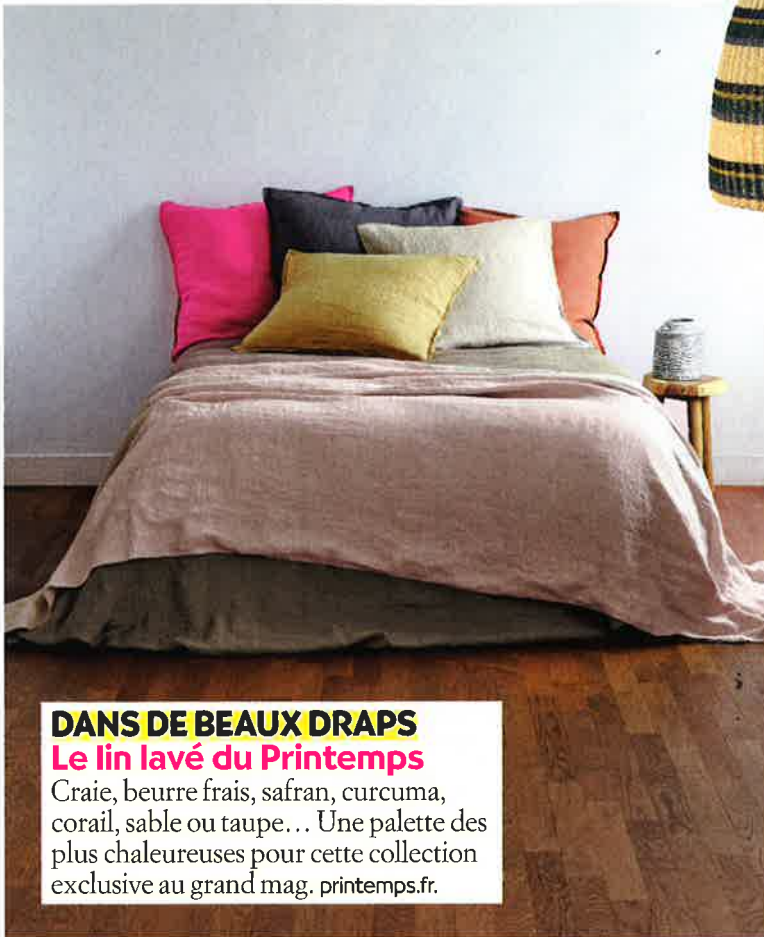 DANS DE BEAUX DRAPS
Le lin lavé du Printemps
Craie, beurre frais, safran, curcuma,
corail, sable ou taupe... Une palette des
plus chaleureuses pour cette collection
exclusive au grand mag. printemps.fr.